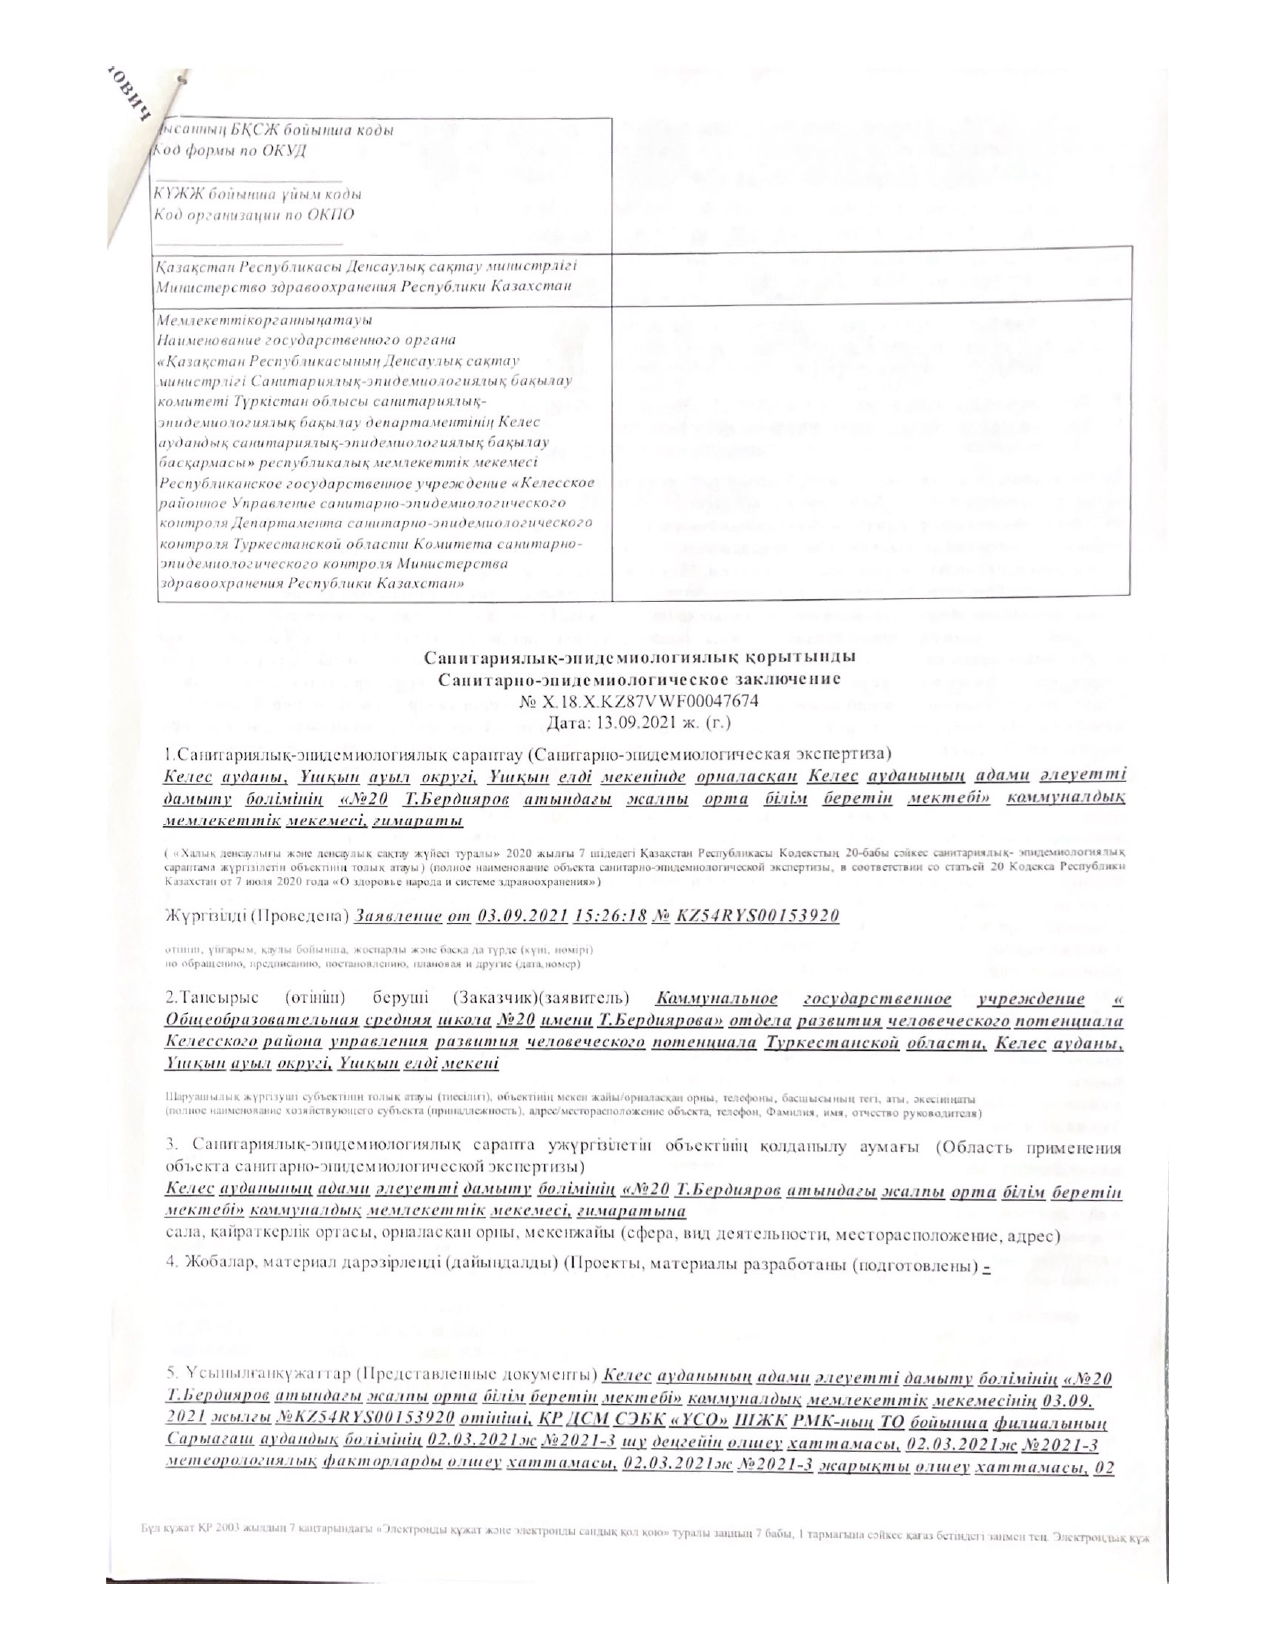 ович
ысанның БҚСЖ бойынша коды
Код формы по ОКУД
КҰЖЖ бойынша ұйым коды
Код организации по ОКПО
Қазақстан Республикасы Денсаулық сақтау министрлігі
Министерство здравоохранения Республики Казахстан
Мемлекеттікорганныңатауы
Наименование государственного органа
«Қазақстан Республикасының Денсаулық сақтау
министрлігі Санитариялық-эпидемиологиялық бақылау
комитеті Түркістан облысы санитариялық-
эпидемиологиялық бақылау департаментінің Келес
аудандық санитариялық-эпидемиологиялық бақылау
басқармасы» республикалық мемлекеттік мекемесі
Республиканское государственное учреждение «Келесское
районное Управление санитарно-эпидемиологического
контроля Департамента санитарно-эпидемиологического
контроля Туркестанской области Комитета санитарно-
эпидемиологического контроля Министерства
здравоохранения Республики Казахстан»
Санитариялық-эпидемиологиялық қорытынды
Санитарно-эпидемиологическое заключение
№ Х.18.X.KZ87VWF00047674
Дата: 13.09.2021 ж. (г.)
1.Санитариялық-эпидемиологиялық сараптау (Санитарно-эпидемиологическая экспертиза)
Келес ауданы, Ұшқын ауыл округі, Ұшқын елді мекенінде орналасқан Келес ауданының адами әлеуетті
дамыту бөлімінің «№20 Т.Бердияров атындағы жалпы орта білім беретін мектебі» коммуналдық
мемлекеттік мекемесі, ғимараты
( «Халық денсаулығы және денсаулық сақтау жүйесі туралы» 2020 жылғы 7 шілдедегі Қазақстан Республикасы Кодекстың 20-бабы сәйкес санитариялық- эпидемиологиялық
сараптама жүргізілетін объектінің толық атауы) (полное наименование объекта санитарно-эпидемиологической экспертизы, в соответствии со статьей 20 Кодекса Республики
Казахстан от 7 июля 2020 года «О здоровье народа и системе здравоохранения»)
Жүргізілді (Проведена) Заявление от 03.09.2021 15:26:18 № KZ54RYS00153920
өтініш, ұйғарым, қаулы бойынша, жоспарлы және басқа да түрде (күні, нөмірі)
по обращению, предписанию, постановлению, плановая и другие (дата, номер)
2.Тапсырыс (өтініш) беруші (Заказчик)(заявитель) Коммунальное государственное учреждение «
Общеобразовательная средняя школа №20 имени Т.Бердиярова» отдела развития человеческого потенциала
Келесского района управления развития человеческого потенциала Туркестанской области, Келес ауданы,
Ұшқын ауыл округі, Ұшқын елді мекені
Шаруашылық жүргізуші субъектінің толық атауы (тиесілігі), объектінің мекен жайы/орналасқан орны, телефоны, басшысының тегі, аты, әкесініңаты
(полное наименование хозяйствующего субъекта (принадлежность), адрес/месторасположение объекта, телефон, Фамилия, имя, отчество руководителя)
3. Санитариялық-эпидемиологиялық сарапта ужүргізілетін объектінің қолданылу аумағы (Область применения
объекта санитарно-эпидемиологической экспертизы)
Келес ауданының адами әлеуетті дамыту бөлімінің «№20 Т.Бердияров атындағы жалпы орта білім беретін
мектебі» коммуналдық мемлекеттік мекемесі, ғимаратына
сала, қайраткерлік ортасы, орналасқан орны, мекенжайы (сфера, вид деятельности, месторасположение, адрес)
4. Жобалар, материал дарәзірленді (дайындалды) (Проекты, материалы разработаны (подготовлены) -
5. Ұсынылғанқұжаттар (Представленные документы) Келес ауданының адами әлеуетті дамыту бөлімінің «№20
Т.Бердияров атындағы жалпы орта білім беретін мектебі» коммуналдық мемлекеттік мекемесінің 03.09.
2021 жылғы №KZ54RYS00153920 өтініші, ҚР ДСМ СЭБК «ҰСО» ШЖҚ РМК-ның ТО бойынша филиалының
Сарыағаш аудандық бөлімінің 02.03.2021ж №2021-3 шу деңгейін өлшеу хаттамасы, 02.03.2021ж №2021-3
метеорологиялық факторларды өлшеу хаттамасы, 02.03.2021ж №2021-3 жарықты өлшеу хаттамасы, 02
Бұл құжат ҚР 2003 жылдың 7 қаңтарындағы «Электронды құжат және электронды сандық қол қою» туралы заңның 7 бабы, 1 тармағына сәйкес қағаз бетіндегі заңмен тең. Электрондық құж